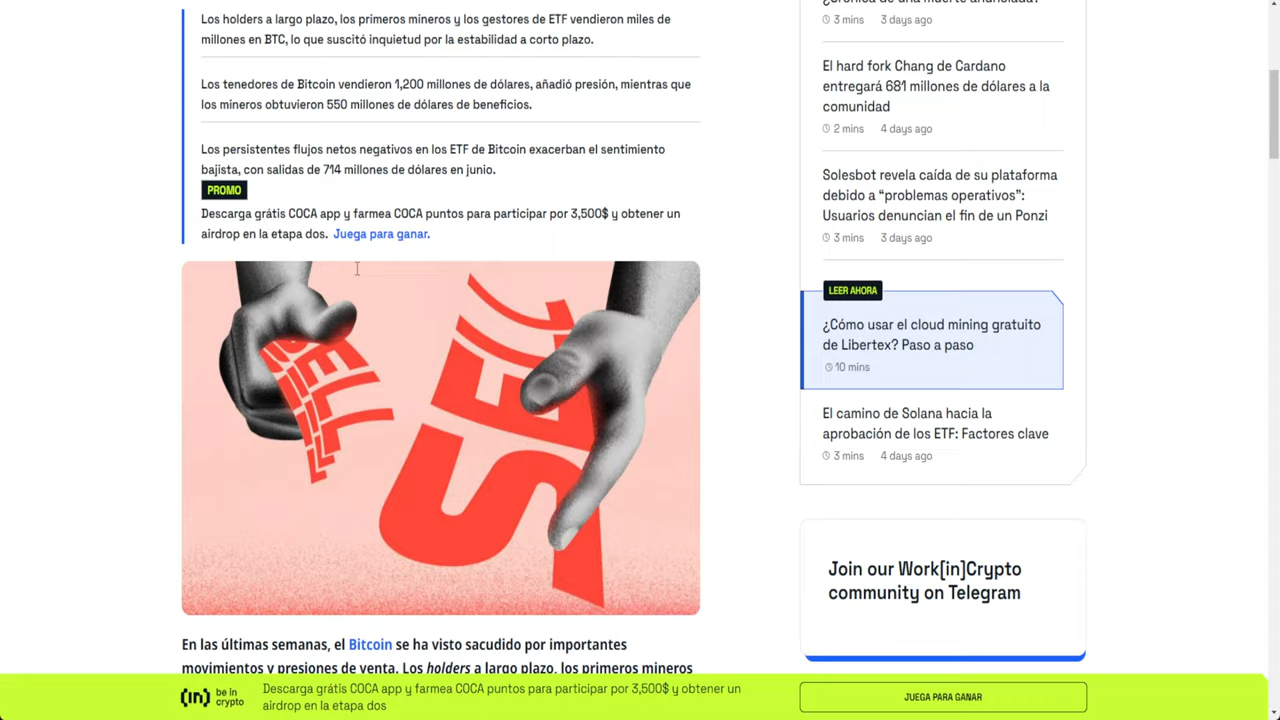 Los holders a largo plazo, los primeros mineros y los gestores de ETF vendieron miles de
millones en BTC, lo que suscitó inquietud por la estabilidad a corto plazo.
Los tenedores de Bitcoin vendieron 1,200 millones de dólares, añadió presión, mientras que
los mineros obtuvieron 550 millones de dólares de beneficios.
Los persistentes flujos netos negativos en los ETF de Bitcoin exacerban el sentimiento
bajista, con salidas de 714 millones de dólares en junio.
PROMO
Descarga grátis COCA app y farmea COCA puntos para participar por 3,500$ y obtener un
airdrop en la etapa dos. Juega para ganar.
SELL
SELL
En las últimas semanas, el Bitcoin se ha visto sacudido por importantes
movimientos y presiones de venta. Los holders a largo plazo, los primeros mineros
¿Crónica de una muerte anunciada?
3 mins 3 days ago
El hard fork Chang de Cardano
entregará 681 millones de dólares a la
comunidad
2 mins 4 days ago
Solesbot revela caída de su plataforma
debido a “problemas operativos”:
Usuarios denuncian el fin de un Ponzi
3 mins 3 days ago
LEER AHORA
¿Cómo usar el cloud mining gratuito
de Libertex? Paso a paso
10 mins
El camino de Solana hacia la
aprobación de los ETF: Factores clave
3 mins 4 days ago
Join our Work[in]Crypto
community on Telegram
(in) be in
crypto
Descarga grátis COCA app y farmea COCA puntos para participar por 3,500$ y obtener un
airdrop en la etapa dos
JUEGA PARA GANAR